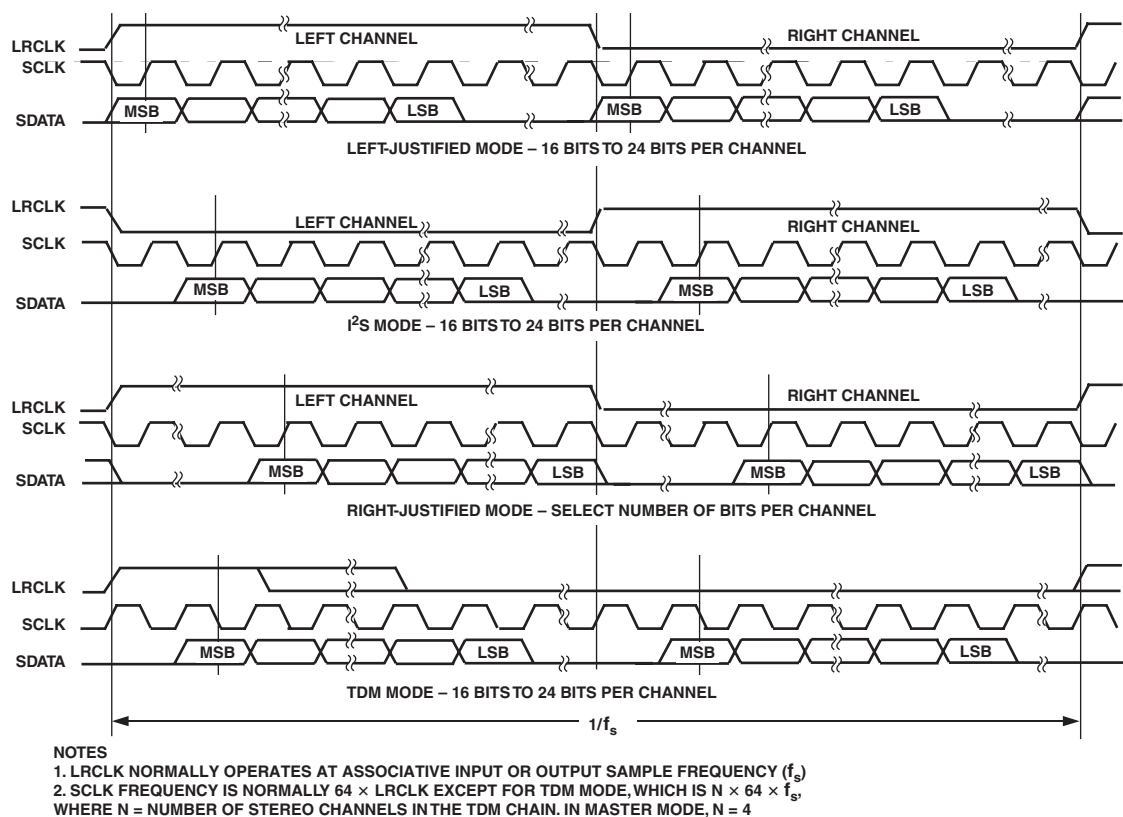 LRCLK
LEFT CHANNEL
RIGHT CHANNEL
SCLK
SDATA
MSB
LSB
MSB
LSB
LEFT-JUSTIFIED MODE – 16 BITS TO 24 BITS PER CHANNEL
LRCLK
LEFT CHANNEL
RIGHT CHANNEL
SCLK
SDATA
MSB
LSB
MSB
LSB
I²S MODE – 16 BITS TO 24 BITS PER CHANNEL
LRCLK
LEFT CHANNEL
RIGHT CHANNEL
SCLK
SDATA
MSB
LSB
MSB
LSB
RIGHT-JUSTIFIED MODE – SELECT NUMBER OF BITS PER CHANNEL
LRCLK
SCLK
SDATA
MSB
LSB
MSB
LSB
TDM MODE – 16 BITS TO 24 BITS PER CHANNEL
1/fs
NOTES
1. LRCLK NORMALLY OPERATES AT ASSOCIATIVE INPUT OR OUTPUT SAMPLE FREQUENCY (fs)
2. SCLK FREQUENCY IS NORMALLY 64 × LRCLK EXCEPT FOR TDM MODE, WHICH IS N × 64 × fs,
WHERE N = NUMBER OF STEREO CHANNELS IN THE TDM CHAIN. IN MASTER MODE, N = 4